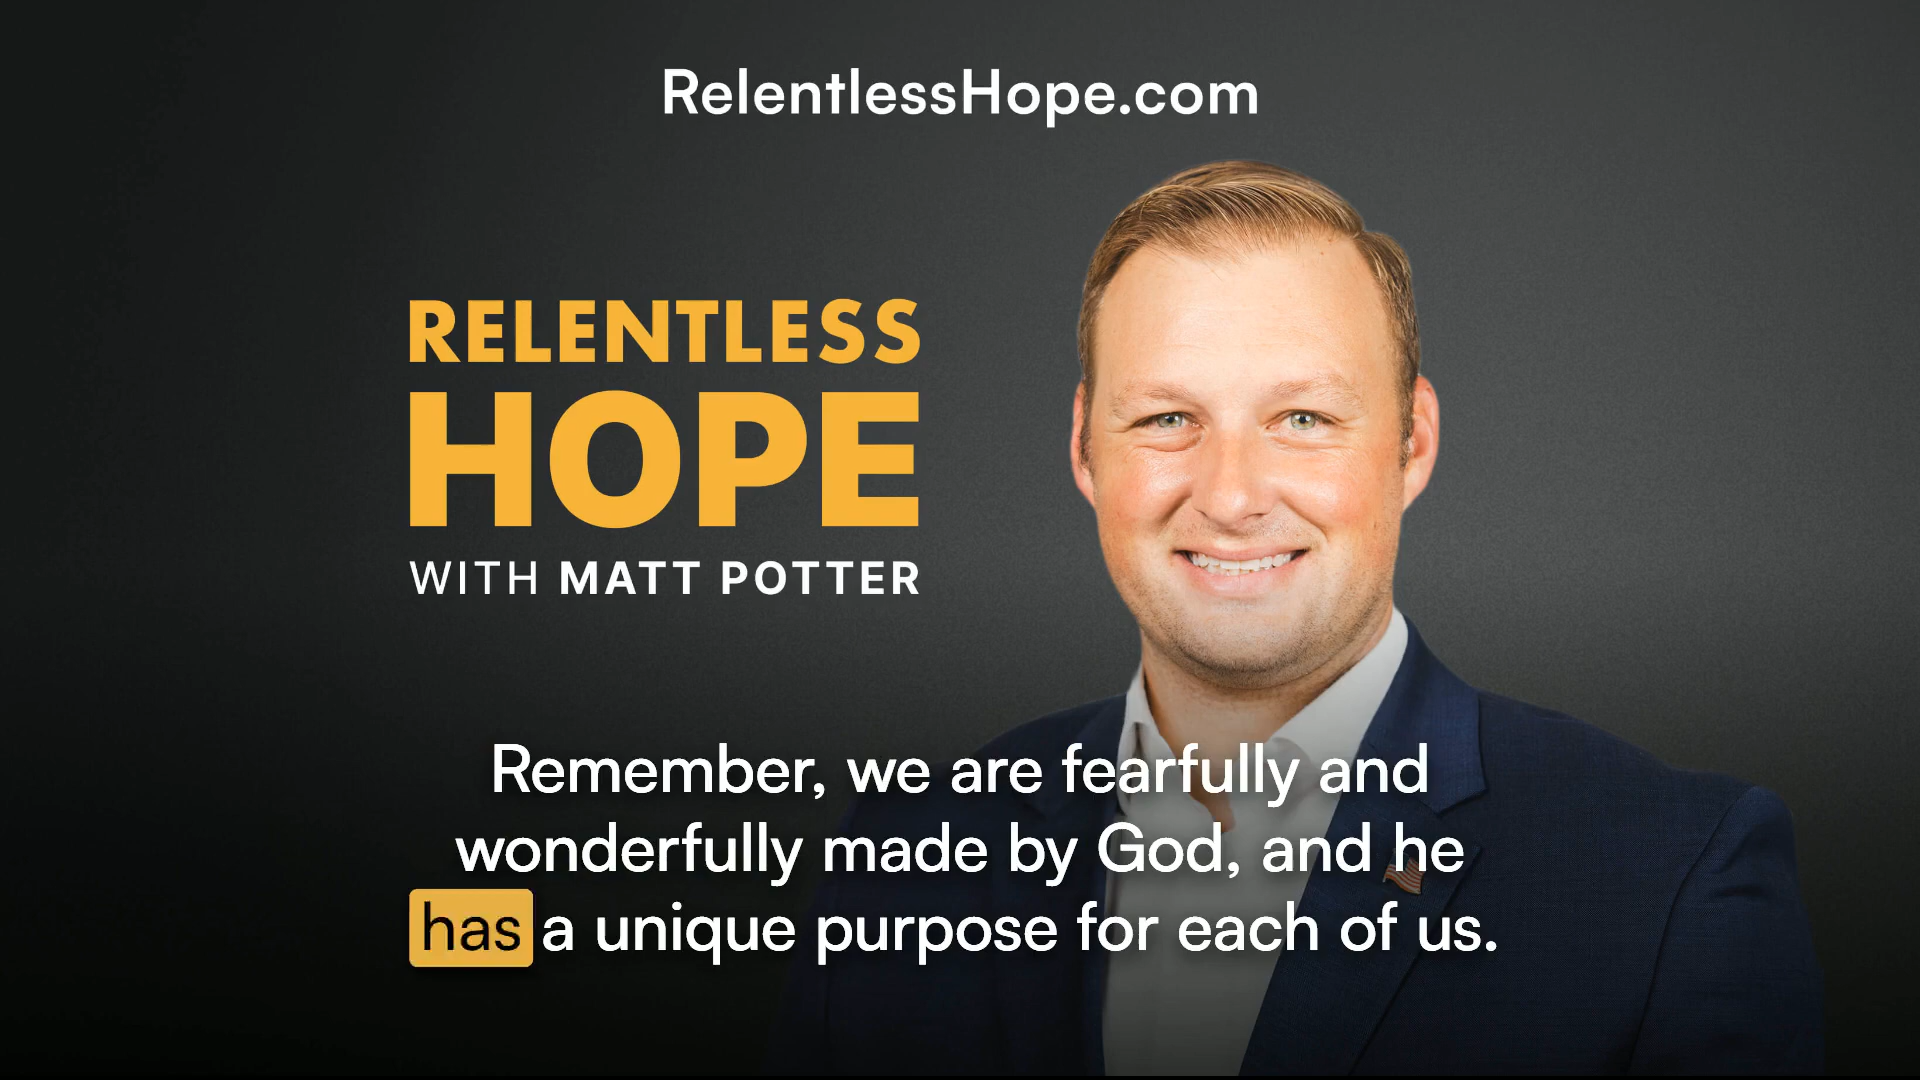 RelentlessHope.com
RELENTLESS
HOPE
WITH MATT POTTER
Remember, we are fearfully and
wonderfully made by God, and he
has a unique purpose for each of us.